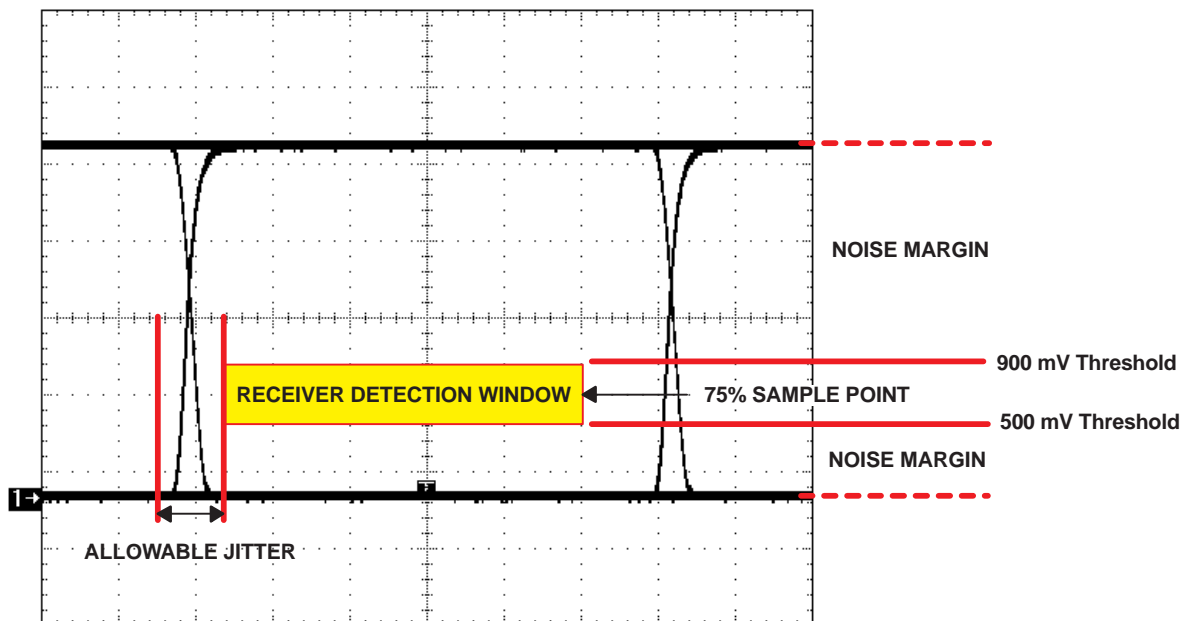 NOISE MARGIN
900 mV Threshold
RECEIVER DETECTION WINDOW
75% SAMPLE POINT
500 mV Threshold
NOISE MARGIN
1
ALLOWABLE JITTER